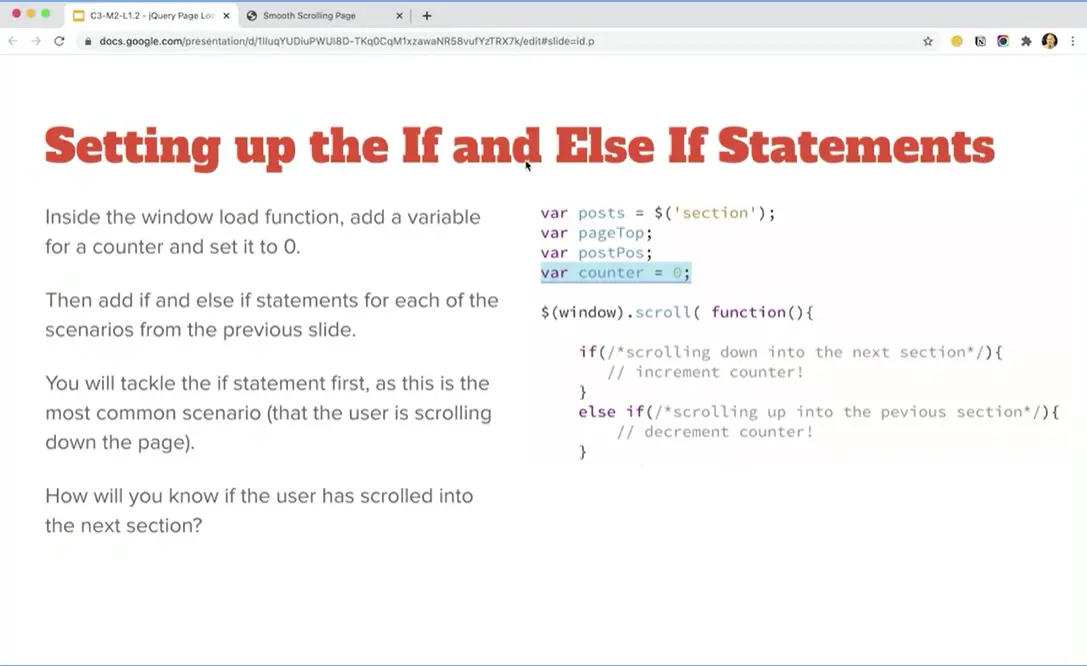 C3-M2-L1.2 - jQuery Page Lo
Smooth Scrolling Page
docs.google.com/presentation/d/1IluqYUDiuPWUI8D-TKq0CqM1xzawaNR58vufYzTRX7k/edit#slide=id.p
Setting up the If and Else If Statements
Inside the window load function, add a variable
for a counter and set it to 0.
Then add if and else if statements for each of the
scenarios from the previous slide.
You will tackle the if statement first, as this is the
most common scenario (that the user is scrolling
down the page).
How will you know if the user has scrolled into
the next section?
var posts = $('section');
var pageTop;
var postPos;
var counter = 0;
$(window).scroll( function(){
if(/*scrolling down into the next section*/){
// increment counter!
}
else if(/*scrolling up into the pevious section*/){
// decrement counter!
}